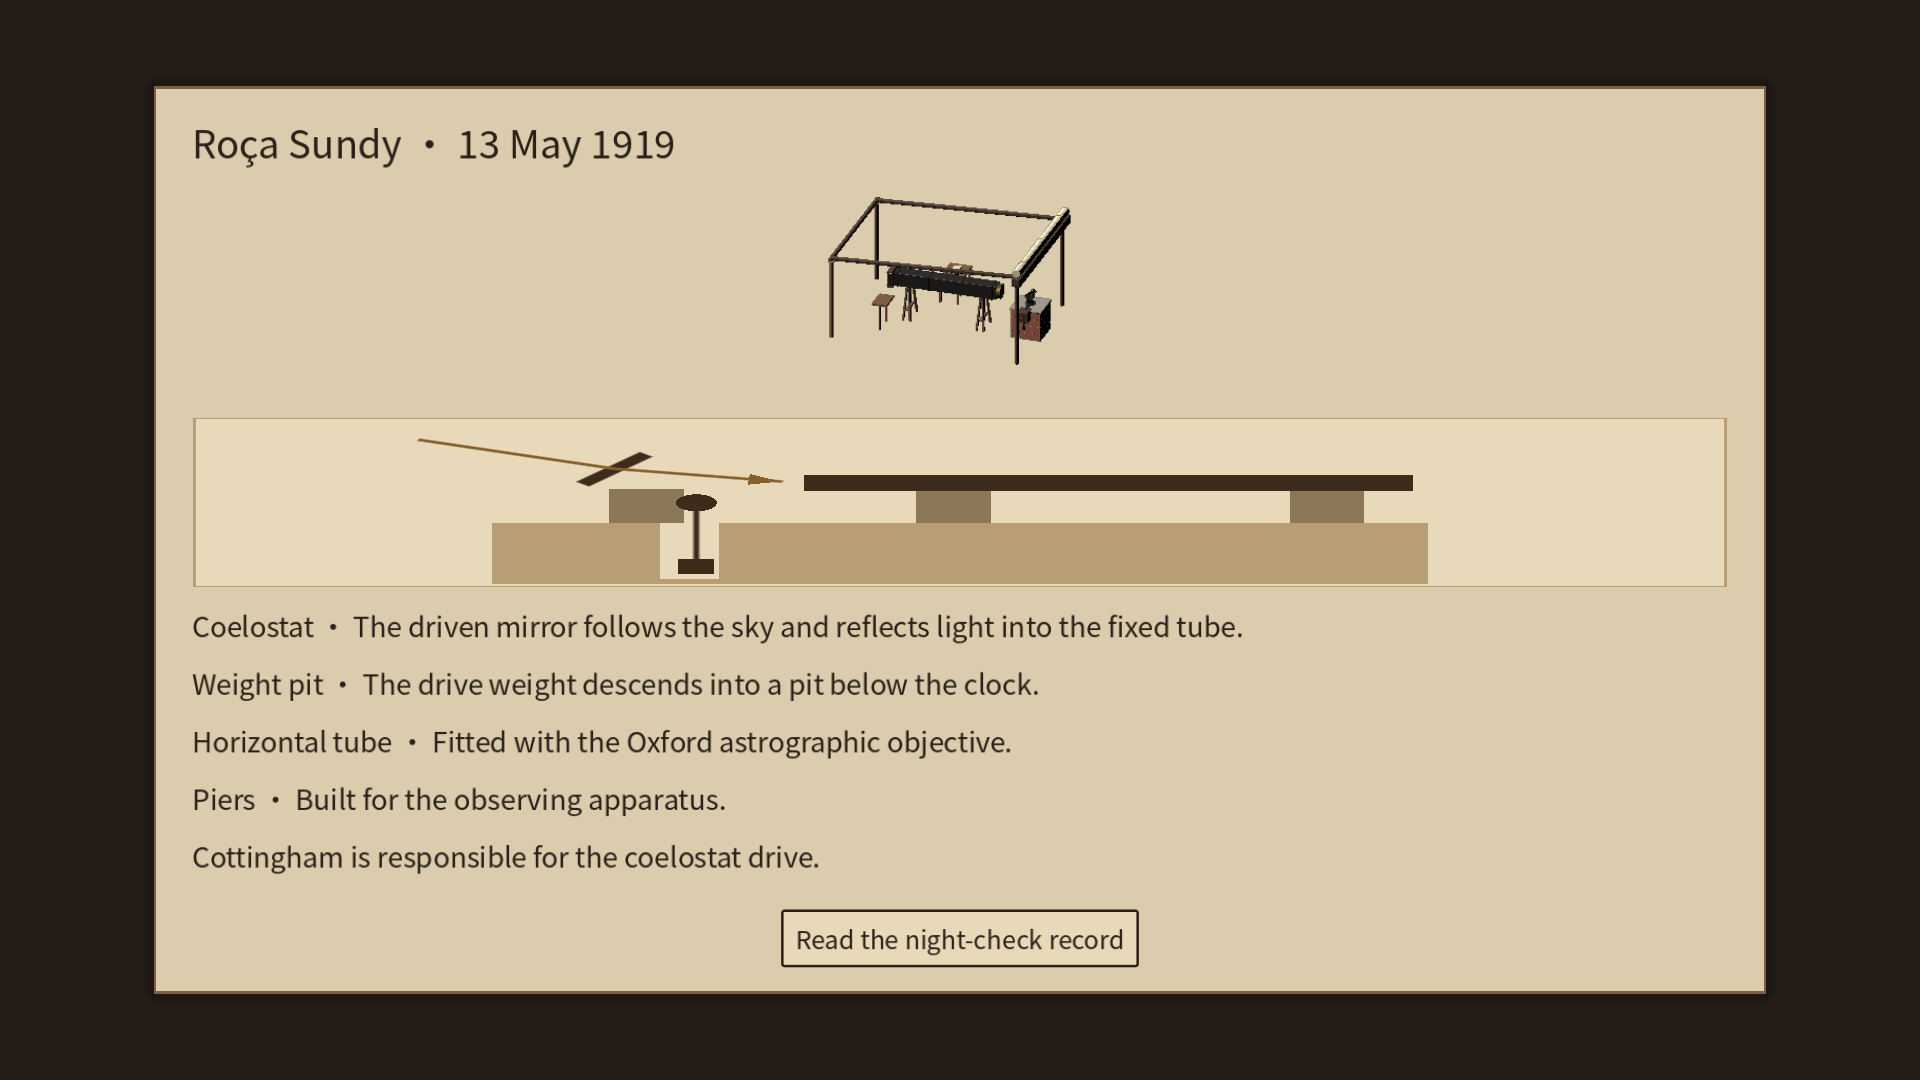 Roça Sundy • 13 May 1919
Coelostat • The driven mirror follows the sky and reflects light into the fixed tube.
Weight pit • The drive weight descends into a pit below the clock.
Horizontal tube • Fitted with the Oxford astrographic objective.
Piers • Built for the observing apparatus.
Cottingham is responsible for the coelostat drive.
Read the night-check record